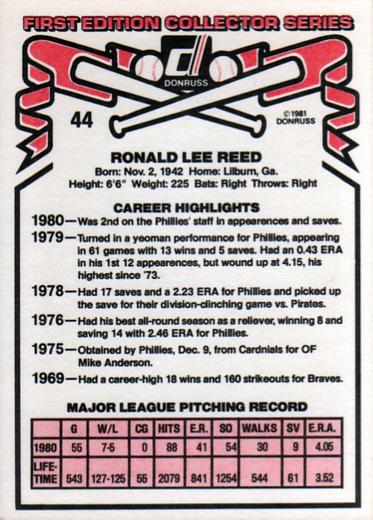 FIRST EDITION COLLECTOR SERIES
DONRUSS
44
©1981
DONRUSS
RONALD LEE REED
Born: Nov. 2, 1942 Home: Lilburn, Ga.
Height: 6'6" Weight: 225 Bats: Right Throws: Right
CAREER HIGHLIGHTS
1980—Was 2nd on the Phillies' staff in appearences and saves.
1979—Turned in a yeoman performance for Phillies, appearing
in 61 games with 13 wins and 5 saves. Had an 0.43 ERA
in his 1st 12 appearences, but wound up at 4.15, his
highest since '73.
1978—Had 17 saves and a 2.23 ERA for Phillies and picked up
the save for their division-clinching game vs. Pirates.
1976—Had his best all-round season as a reliever, winning 8 and
saving 14 with 2.46 ERA for Phillies.
1975—Obtained by Phillies, Dec. 9, from Cardnials for OF
Mike Anderson.
1969—Had a career-high 18 wins and 160 strikeouts for Braves.
MAJOR LEAGUE PITCHING RECORD
G W/L CG HITS E.R. SO WALKS SV E.R.A.
1980 55 7-5 0 88 41 54 30 9 4.05
LIFE-
TIME 543 127-125 55 2079 841 1254 544 61 3.52